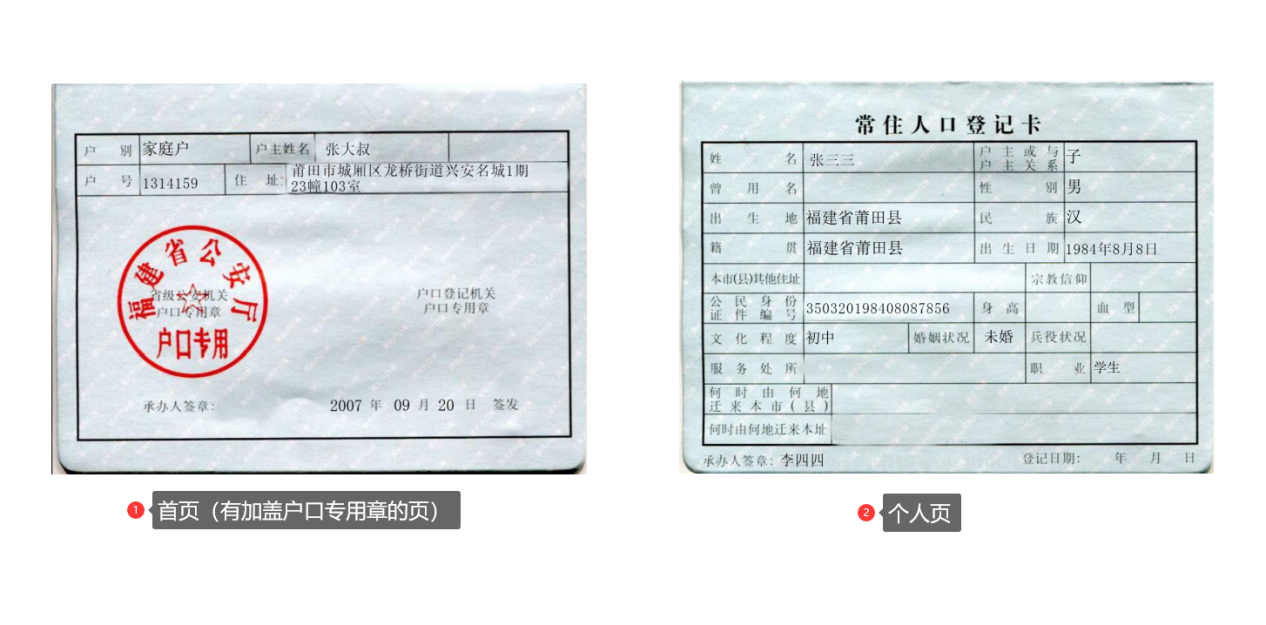 户 别 家庭户 户主姓名 张大叔
户 号 1314159 住 址: 莆田市城厢区龙桥街道兴安名城1期
23幢103室
福建省公安厅
户口专用
省级公安机关
户口专用章
户口登记机关
户口专用章
承办人签章: 2007 年 09 月 20 日 签发
1 首页（有加盖户口专用章的页）
常住人口登记卡
姓 名 张三三 户主或与
户主关系 子
曾用名 性 别 男
出生地 福建省莆田县 民 族 汉
籍 贯 福建省莆田县 出生日期 1984年8月8日
本市(县)其他住址 宗教信仰
公民身份
证件编号 350320198408087856 身高 血型
文化程度 初中 婚姻状况 未婚 兵役状况
服务处所 职 业 学生
何时由何地
迁来本市(县)
何时由何地迁来本址
承办人签章: 李四四 登记日期: 年 月 日
2 个人页